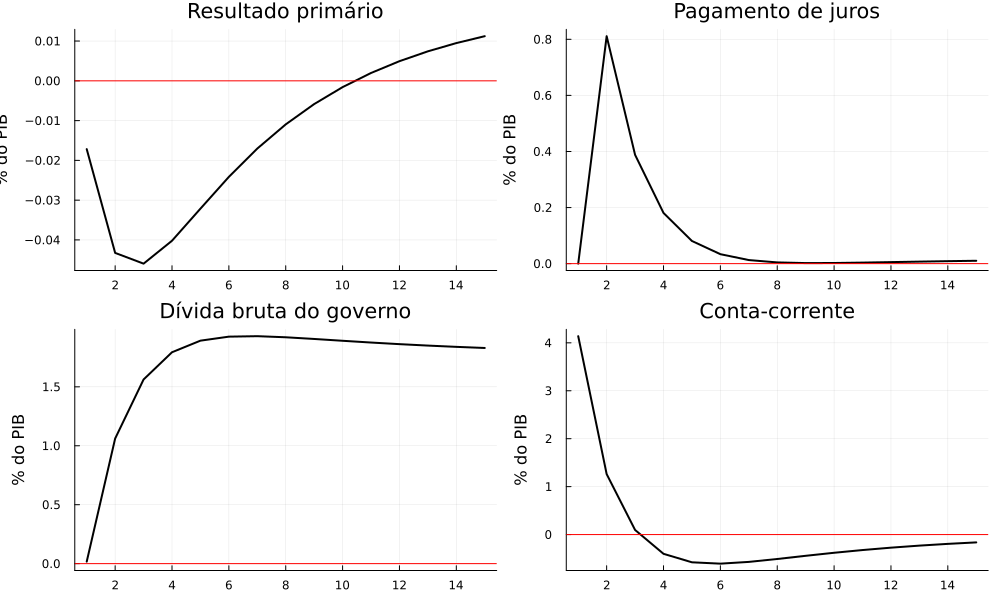 Resultado primário
Pagamento de juros
% do PIB
0.01
0.00
−0.01
−0.02
−0.03
−0.04
2 4 6 8 10 12 14
% do PIB
0.8
0.6
0.4
0.2
0.0
2 4 6 8 10 12 14
Dívida bruta do governo
Conta-corrente
% do PIB
1.5
1.0
0.5
0.0
2 4 6 8 10 12 14
% do PIB
4
3
2
1
0
2 4 6 8 10 12 14